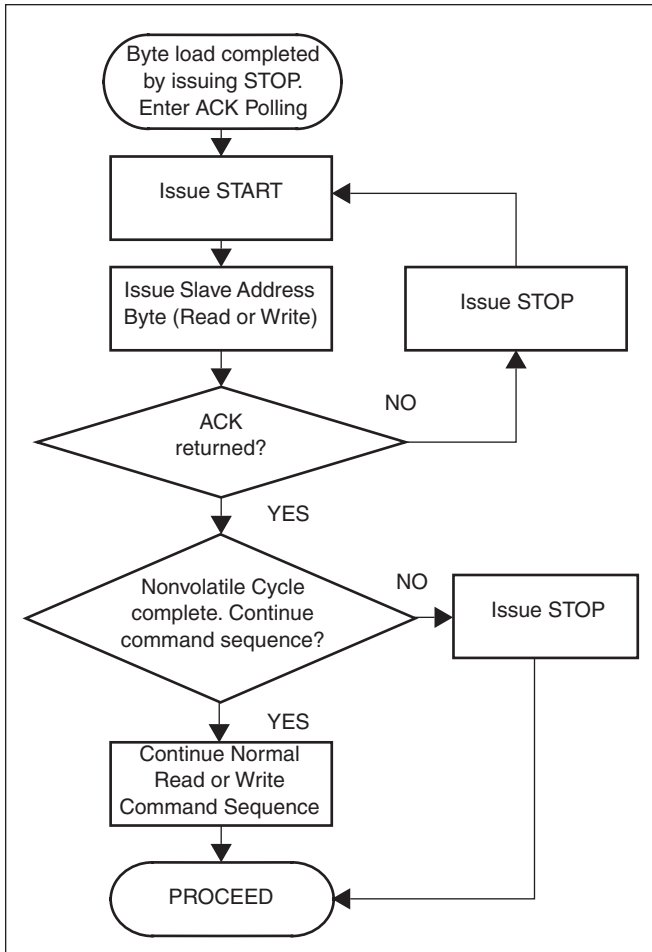 Byte load completed
by issuing STOP.
Enter ACK Polling
Issue START
Issue Slave Address
Byte (Read or Write)
Issue STOP
ACK
returned?
NO
YES
Nonvolatile Cycle
complete. Continue
command sequence?
NO
Issue STOP
YES
Continue Normal
Read or Write
Command Sequence
PROCEED